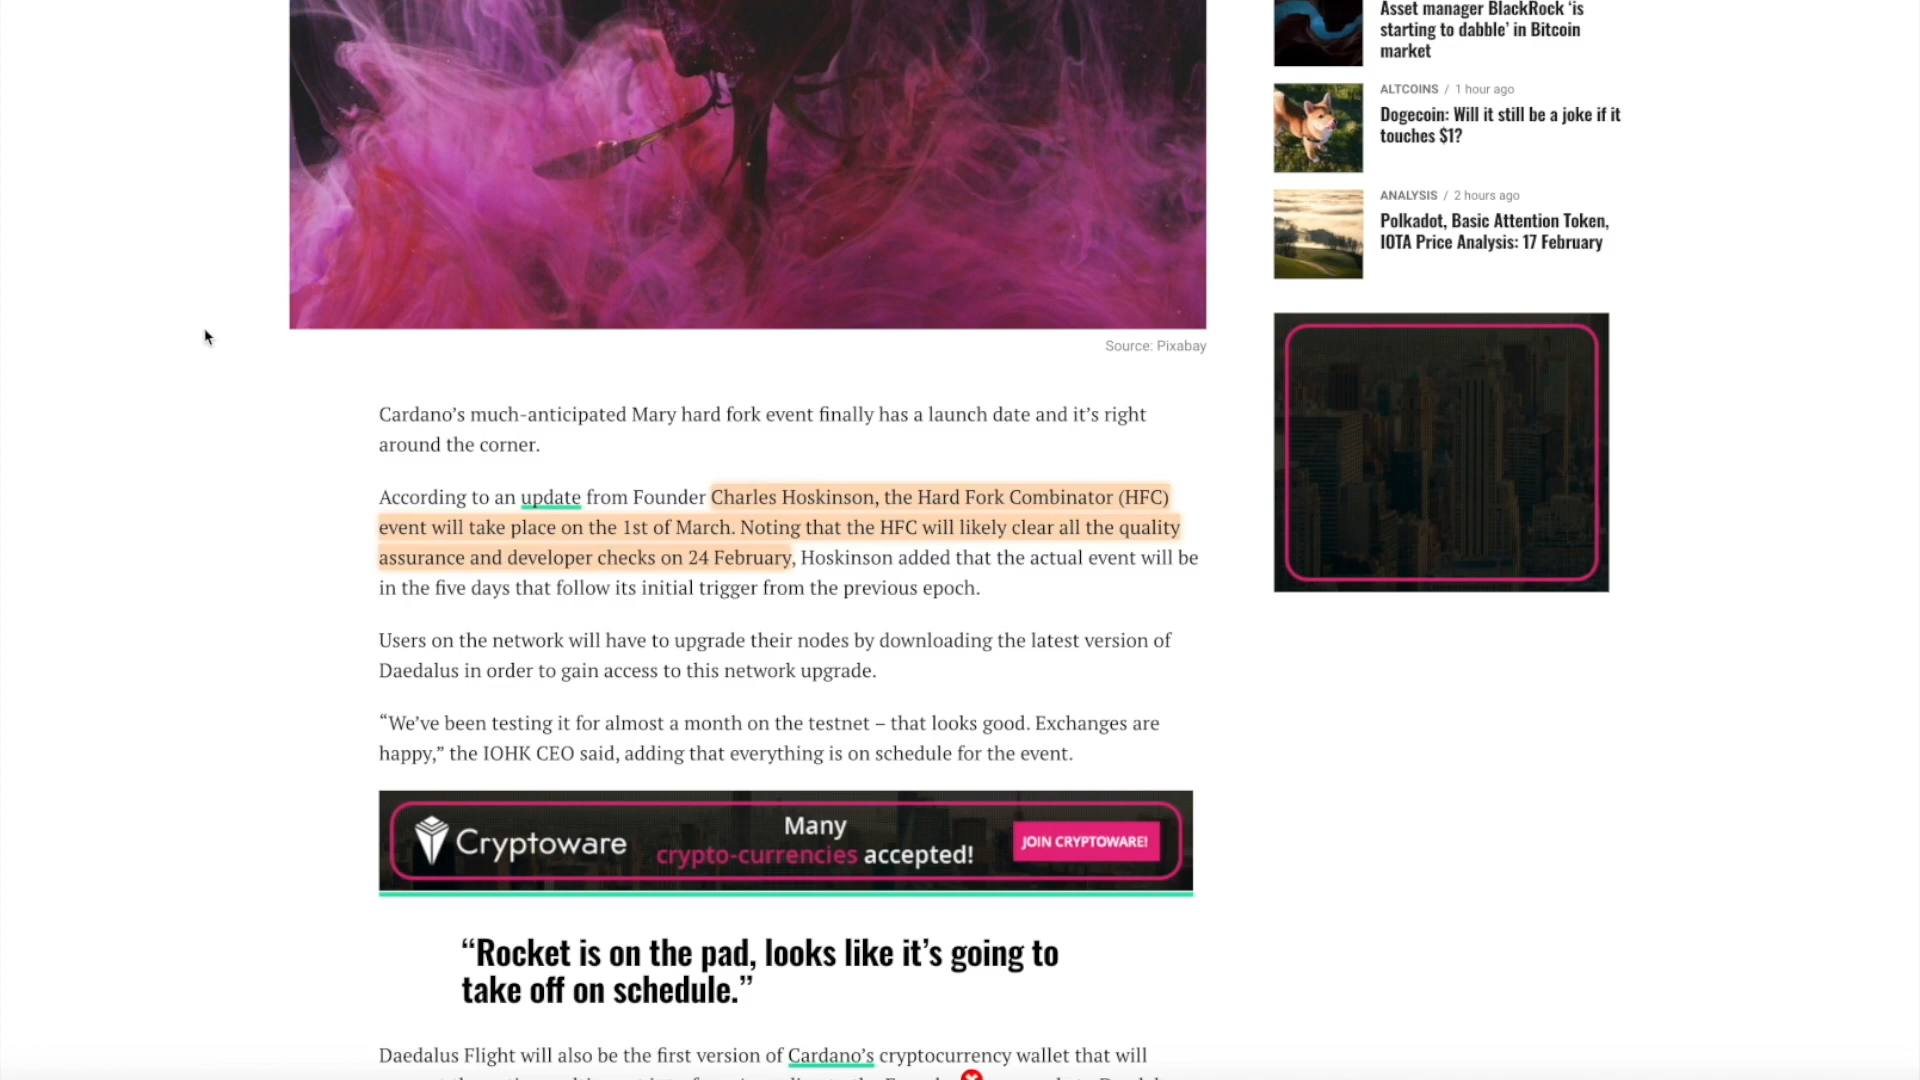 Asset manager BlackRock ‘is
starting to dabble’ in Bitcoin
market
ALTCOINS / 1 hour ago
Dogecoin: Will it still be a joke if it
touches $1?
ANALYSIS / 2 hours ago
Polkadot, Basic Attention Token,
IOTA Price Analysis: 17 February
Source: Pixabay
Cardano’s much-anticipated Mary hard fork event finally has a launch date and it’s right
around the corner.
According to an update from Founder Charles Hoskinson, the Hard Fork Combinator (HFC)
event will take place on the 1st of March. Noting that the HFC will likely clear all the quality
assurance and developer checks on 24 February, Hoskinson added that the actual event will be
in the five days that follow its initial trigger from the previous epoch.
Users on the network will have to upgrade their nodes by downloading the latest version of
Daedalus in order to gain access to this network upgrade.
“We’ve been testing it for almost a month on the testnet – that looks good. Exchanges are
happy,” the IOHK CEO said, adding that everything is on schedule for the event.
Cryptoware
Many
crypto-currencies accepted!
JOIN CRYPTOWARE!
“Rocket is on the pad, looks like it’s going to
take off on schedule.”
Daedalus Flight will also be the first version of Cardano’s cryptocurrency wallet that will